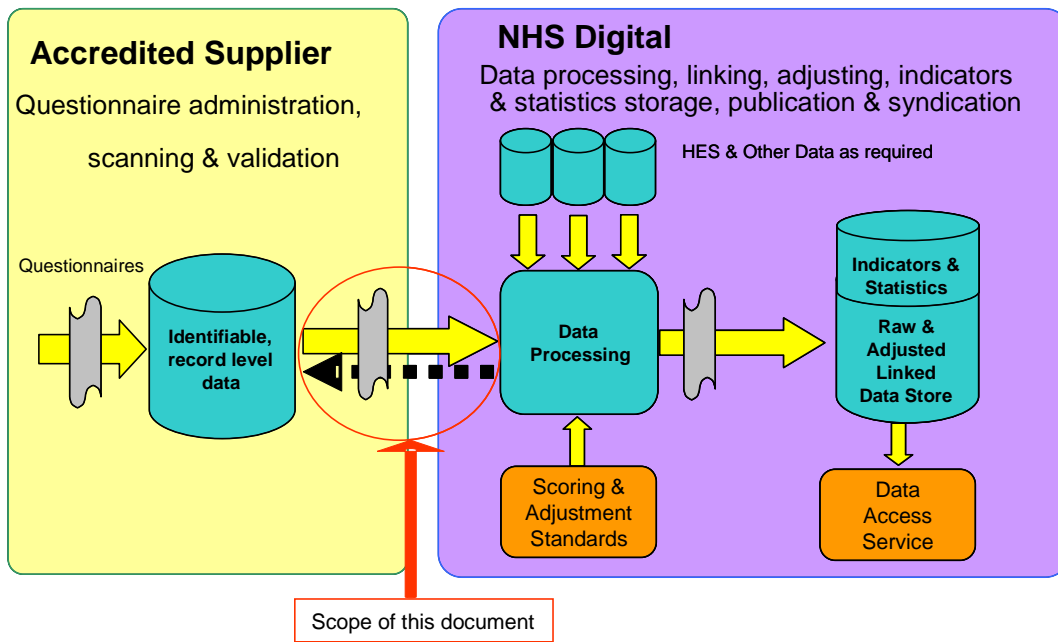 Accredited Supplier
Questionnaire administration,
scanning & validation
Questionnaires
Identifiable,
record level
data
NHS Digital
Data processing, linking, adjusting, indicators
& statistics storage, publication & syndication
HES & Other Data as required
Data
Processing
Scoring &
Adjustment
Standards
Indicators &
Statistics
Raw &
Adjusted
Linked
Data Store
Data
Access
Service
Scope of this document